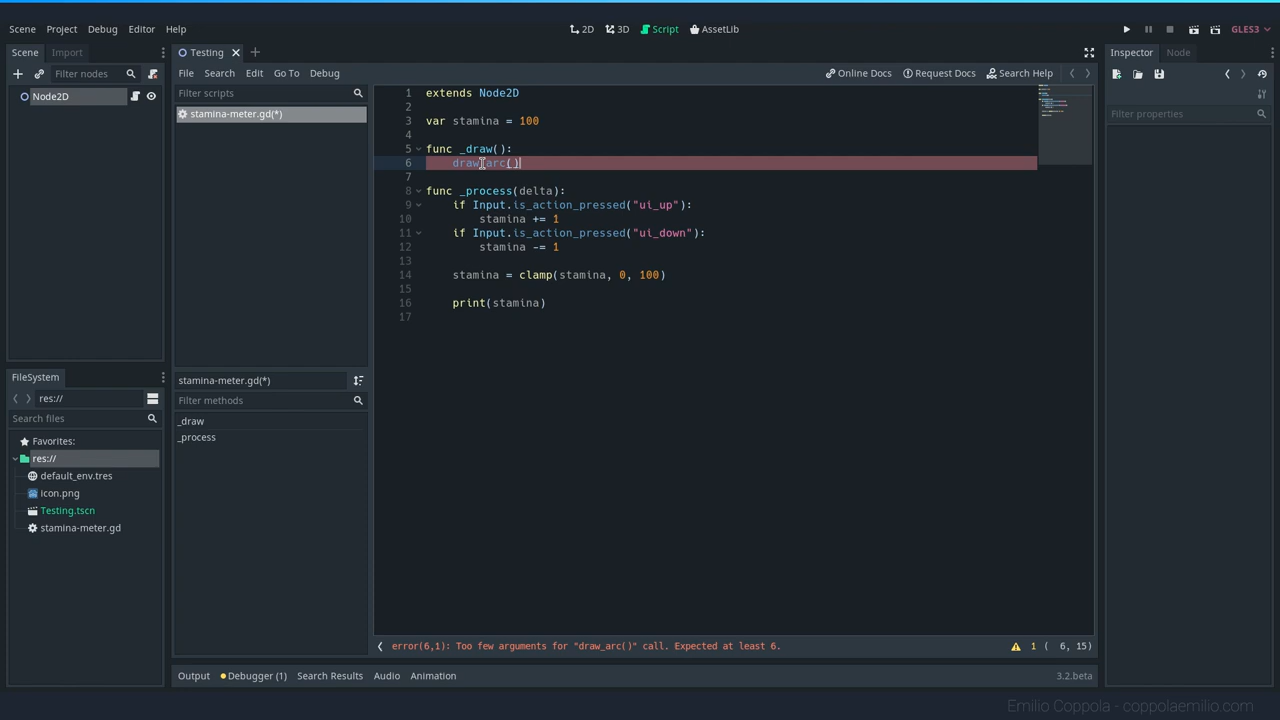 Scene Project Debug Editor Help 2D 3D Script AssetLib GLES3
Scene Import
Filter nodes
Node2D
Testing
File Search Edit Go To Debug Online Docs Request Docs Search Help
Filter scripts
stamina-meter.gd(*)
stamina-meter.gd(*)
Filter methods
_draw
_process
1 extends Node2D
2
3 var stamina = 100
4
5 func _draw():
6 draw_arc()
7
8 func _process(delta):
9 if Input.is_action_pressed("ui_up"):
10 stamina += 1
11 if Input.is_action_pressed("ui_down"):
12 stamina -= 1
13
14 stamina = clamp(stamina, 0, 100)
15
16 print(stamina)
17
error(6,1): Too few arguments for "draw_arc()" call. Expected at least 6. 1 ( 6, 15)
Output Debugger (1) Search Results Audio Animation 3.2.beta
FileSystem
res://
Search files
Favorites:
res://
default_env.tres
icon.png
Testing.tscn
stamina-meter.gd
Inspector Node
Filter properties
Emilio Coppola - coppolaemilio.com